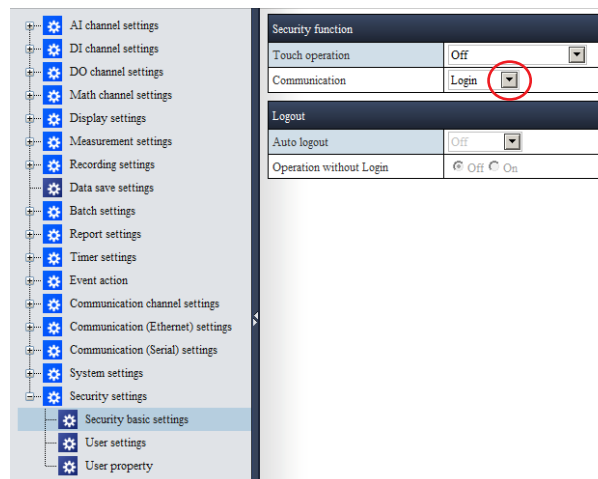 AI channel settings
DI channel settings
DO channel settings
Math channel settings
Display settings
Measurement settings
Recording settings
Data save settings
Batch settings
Report settings
Timer settings
Event action
Communication channel settings
Communication (Ethernet) settings
Communication (Serial) settings
System settings
Security settings
Security basic settings
User settings
User property
Security function
Touch operation Off
Communication Login
Logout
Auto logout Off
Operation without Login Off On